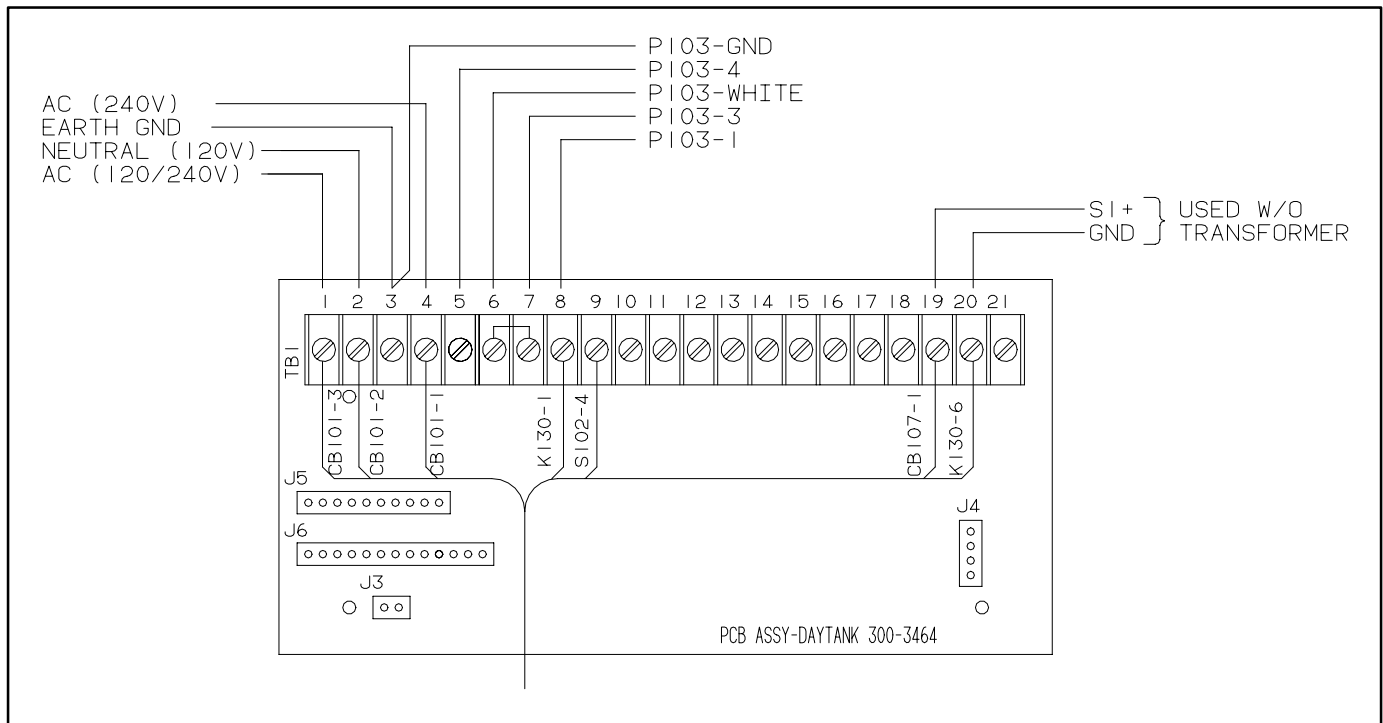 P103-GND
P103-4
P103-WHITE
P103-3
P103-1
AC (240V)
EARTH GND
NEUTRAL (120V)
AC (120/240V)
S1+
GND
USED W/O
TRANSFORMER
1 2 3 4 5 6 7 8 9 10 11 12 13 14 15 16 17 18 19 20 21
TB1
CB101-3
CB101-2
CB101-1
K130-1
S102-4
CB107-1
K130-6
J5
J6
J3
J4
PCB ASSY-DAYTANK 300-3464